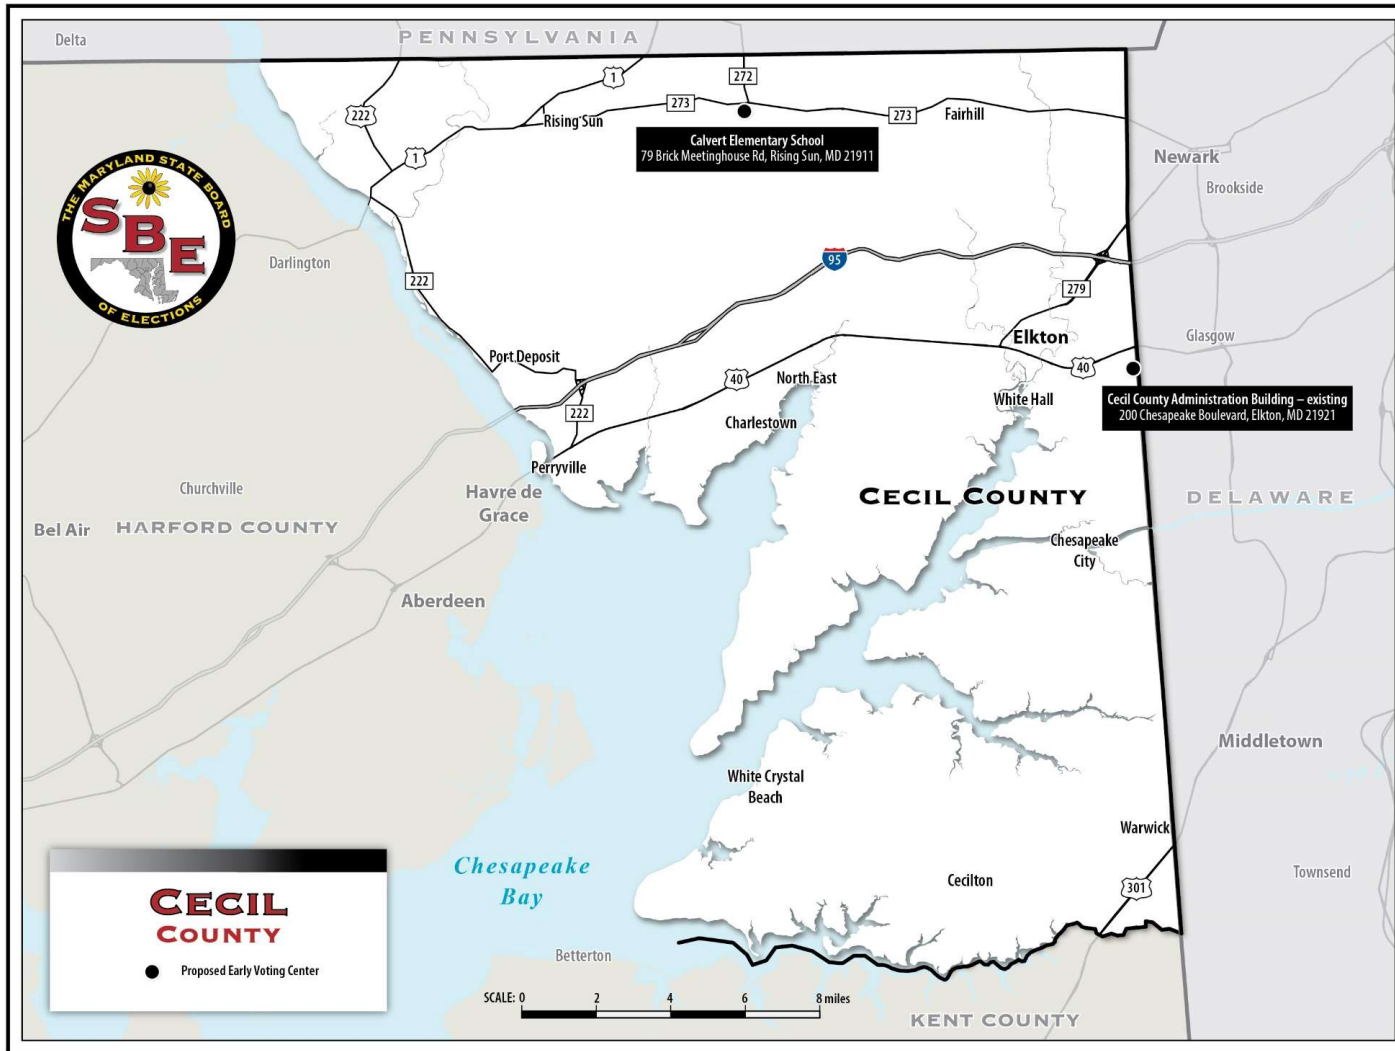 Delta
PENNSYLVANIA
1
272
222
273
273
Rising Sun
Fairhill
Calvert Elementary School
79 Brick Meetinghouse Rd, Rising Sun, MD 21911
1
Newark
Brookside
THE MARYLAND STATE BOARD
SBE
OF ELECTIONS
Darlington
95
222
279
Elkton
Glasgow
Port Deposit
40
40
North East
White Hall
Cecil County Administration Building – existing
200 Chesapeake Boulevard, Elkton, MD 21921
222
Charlestown
Perryville
Churchville
Havre de
Grace
CECIL COUNTY
DELAWARE
Bel Air
HARFORD COUNTY
Chesapeake
City
Aberdeen
Middletown
White Crystal
Beach
Warwick
Chesapeake
Bay
Cecilton
301
Townsend
CECIL
COUNTY
Proposed Early Voting Center
Betterton
SCALE: 0 2 4 6 8 miles
KENT COUNTY